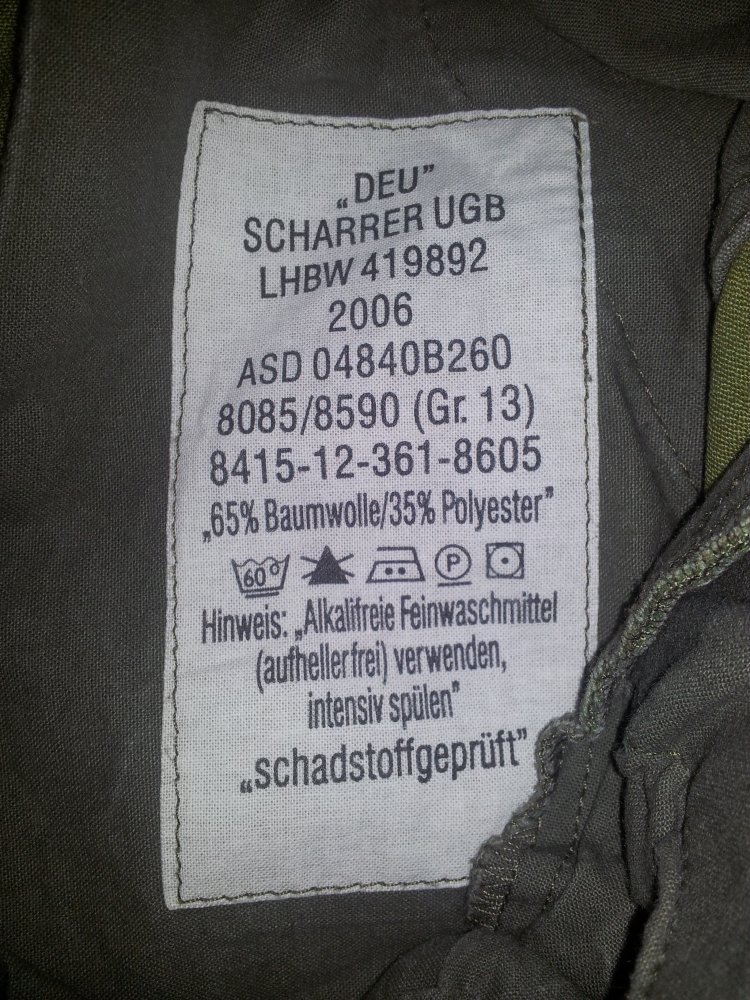 „DEU”
SCHARRER UGB
LHBW 419892
2006
ASD 04840B260
8085/8590 (Gr. 13)
8415-12-361-8605
„65% Baumwolle/35% Polyester”
60 P
Hinweis: „Alkalifreie Feinwaschmittel
(aufhellerfrei) verwenden,
intensiv spülen”
„schadstoffgeprüft”